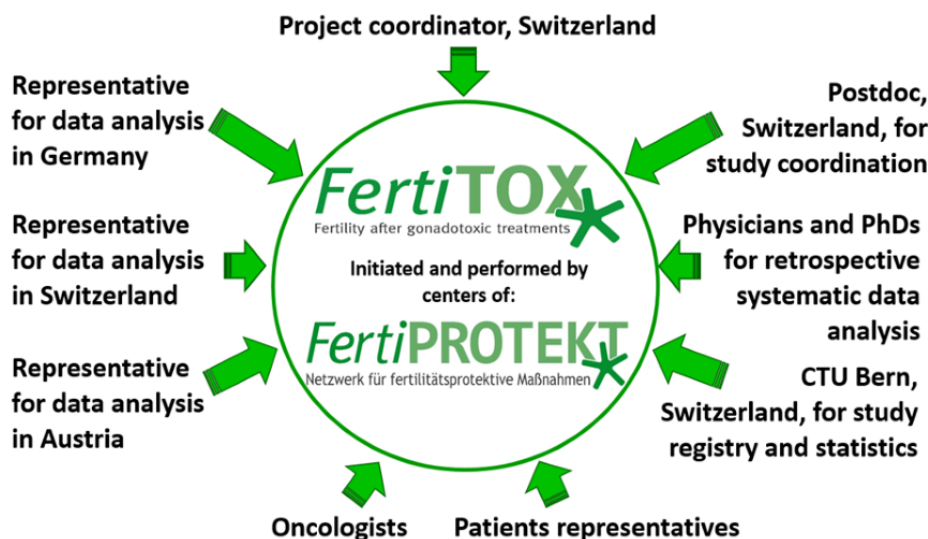 Project coordinator, Switzerland
Representative
for data analysis
in Germany
Postdoc,
Switzerland, for
study coordination
FertiTOX
Fertility after gonadotoxic treatments
Representative
for data analysis
in Switzerland
Physicians and PhDs
for retrospective
systematic data
analysis
Initiated and performed by
centers of:
FertiPROTEKT
Netzwerk für fertilitätsprotektive Maßnahmen
Representative
for data analysis
in Austria
CTU Bern,
Switzerland, for study
registry and statistics
Oncologists
Patients representatives